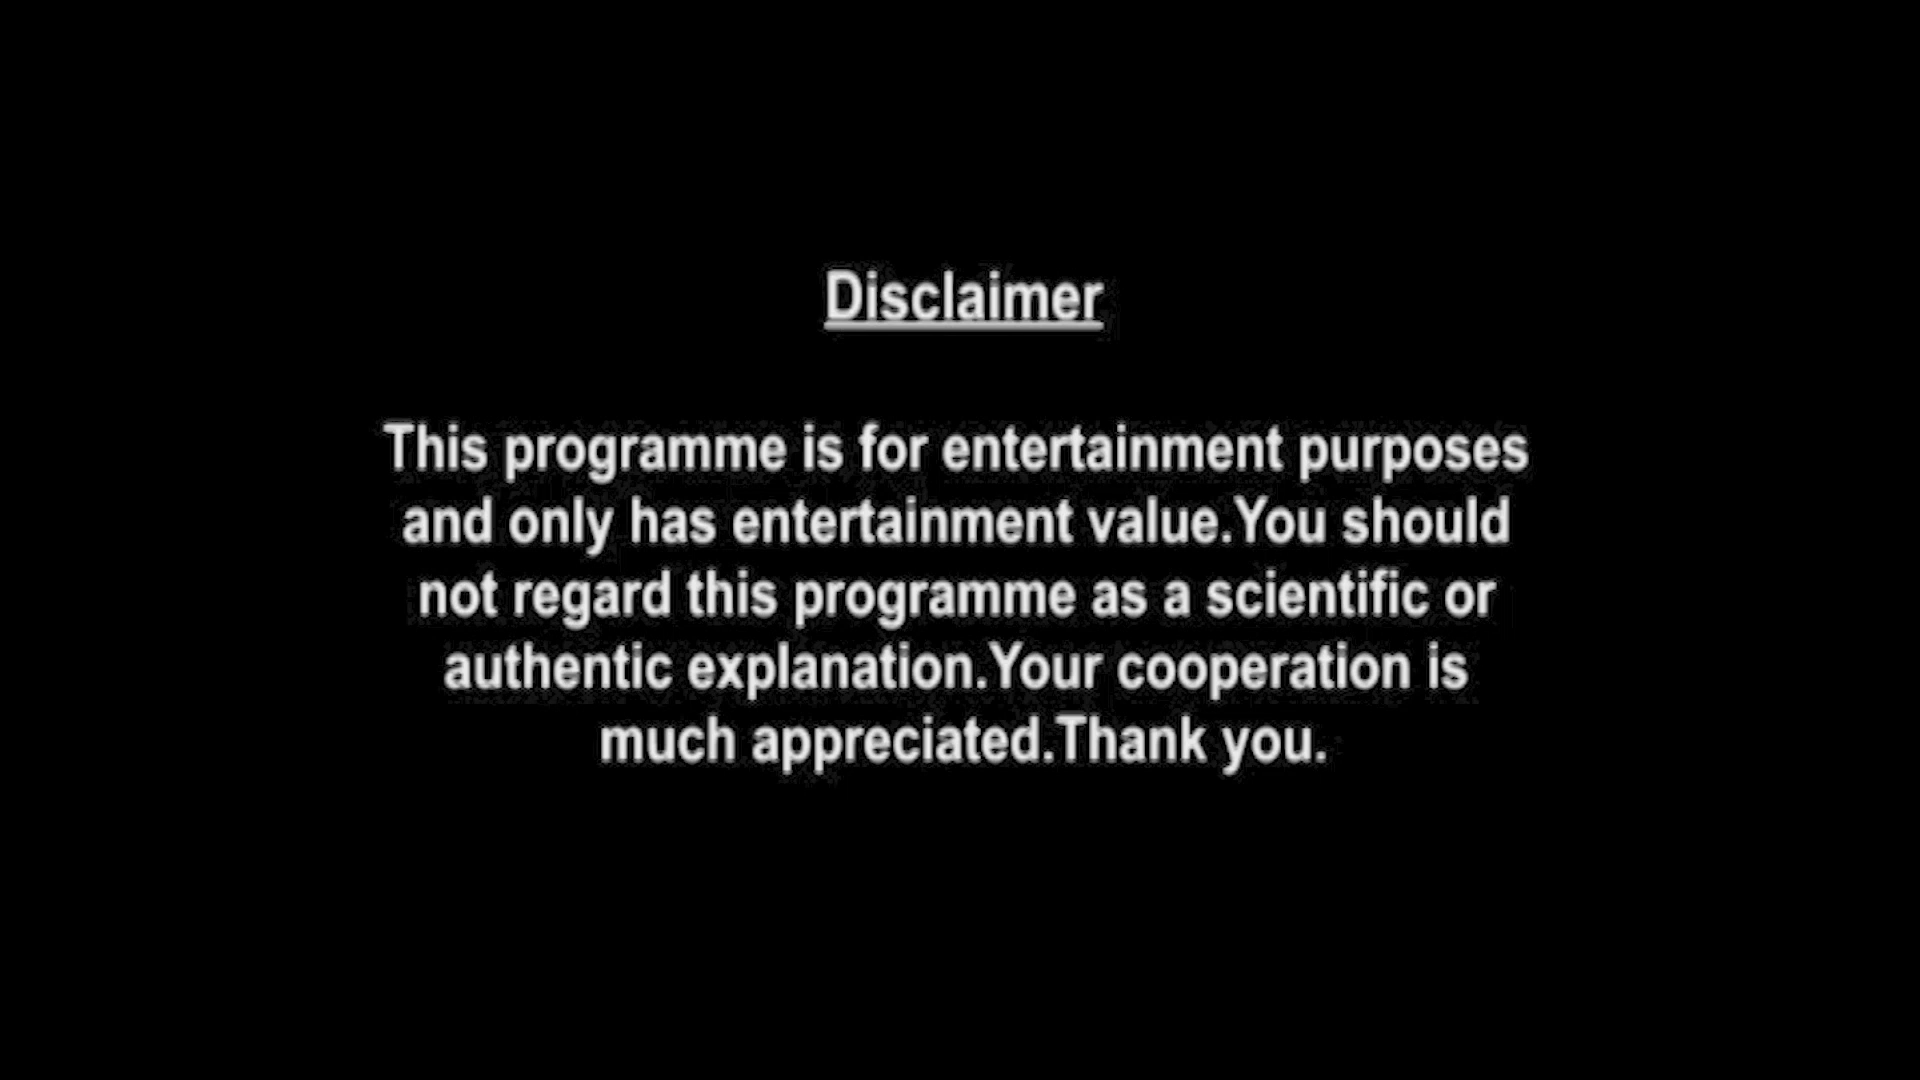 Disclaimer
This programme is for entertainment purposes
and only has entertainment value.You should
not regard this programme as a scientific or
authentic explanation.Your cooperation is
much appreciated.Thank you.